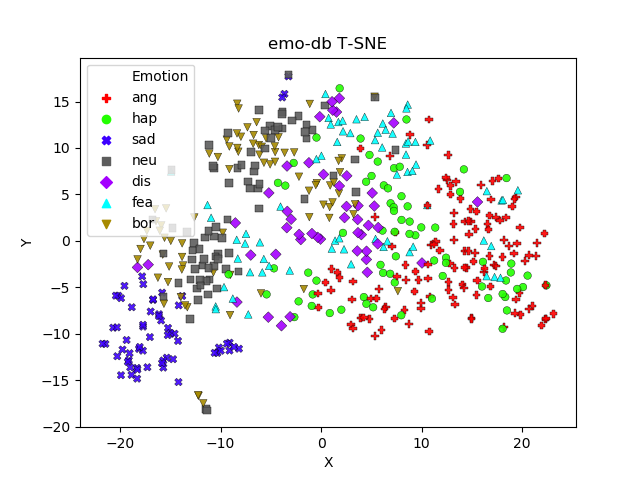 emo-db T-SNE
Emotion
ang
hap
sad
neu
dis
fea
bor
15
10
5
0
−5
−10
−15
−20
Y
−20 −10 0 10 20
X